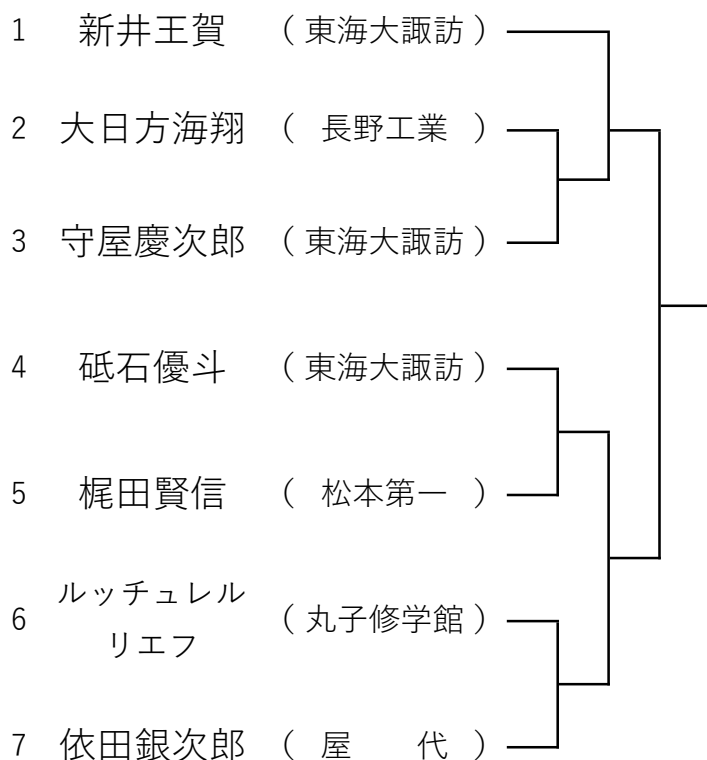 1 新井王賀 （東海大諏訪）
2 大日方海翔 （ 長野工業 ）
3 守屋慶次郎 （東海大諏訪）
4 砥石優斗 （東海大諏訪）
5 梶田賢信 （ 松本第一 ）
6 ルッチュレル
リエフ （丸子修学館）
7 依田銀次郎 （ 屋　　代 ）